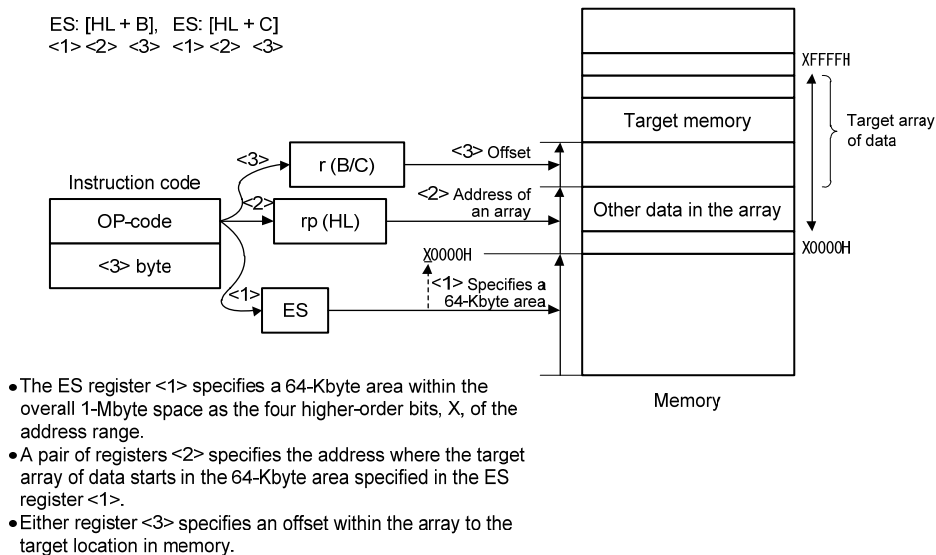 ES: [HL + B], ES: [HL + C]
<1> <2> <3> <1> <2> <3>
XFFFFH
Target memory
Target array
of data
<3>
r (B/C)
<3> Offset
Instruction code
OP-code
<3> byte
<2>
rp (HL)
<2> Address of
an array
Other data in the array
X0000H
X0000H
<1> Specifies a
64-Kbyte area
<1>
ES
Memory
• The ES register <1> specifies a 64-Kbyte area within the
overall 1-Mbyte space as the four higher-order bits, X, of the
address range.
• A pair of registers <2> specifies the address where the target
array of data starts in the 64-Kbyte area specified in the ES
register <1>.
• Either register <3> specifies an offset within the array to the
target location in memory.